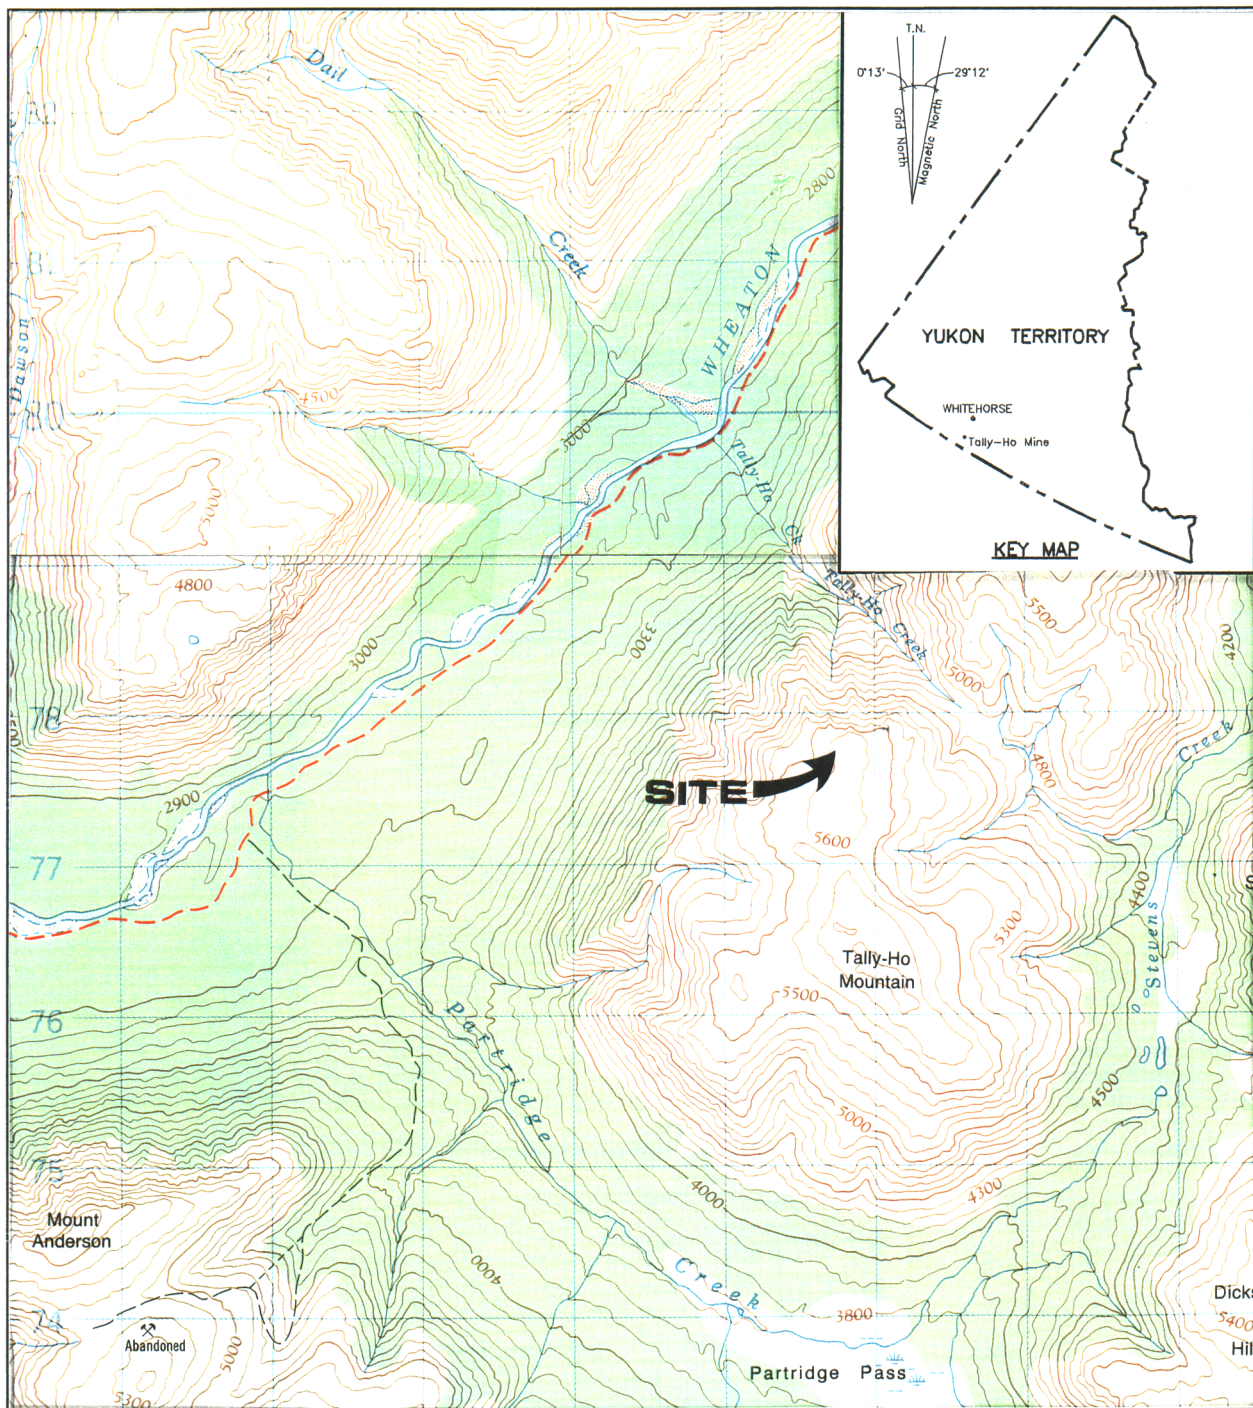 T.N.
0°13'
29°12'
Grid North
Magnetic North
YUKON TERRITORY
WHITEHORSE
Tally-Ho Mine
KEY MAP
Dail
Creek
2800
81
WHEATON
Dawson
4500
3000
Tally-Ho
Ck
5000
4800
Tally-Ho Creek
5500
4200
3000
3300
5000
78
Creek
4800
SITE
2900
5600
77
4400
5300
Stevens
Tally-Ho
Mountain
5500
76
Partridge
4500
5000
75
4300
4000
Mount
Anderson
4000
Creek
3800
74
Abandoned
5000
5400
Partridge Pass
5300